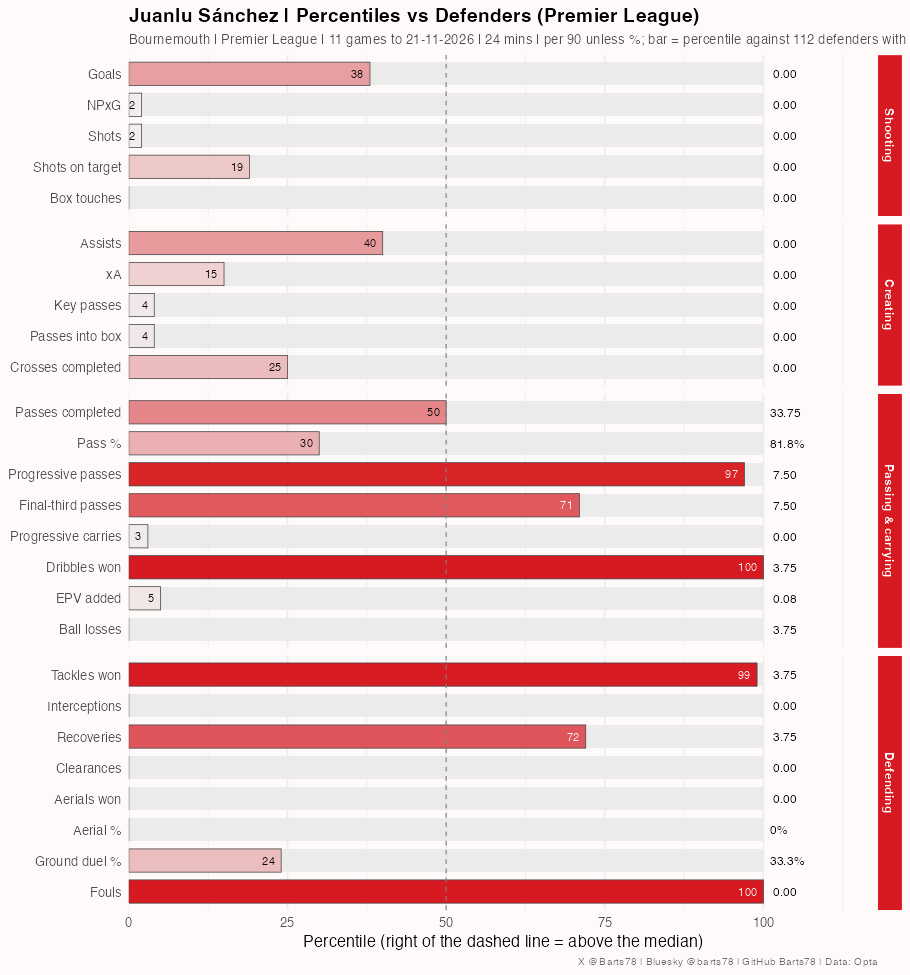 Juanlu Sánchez | Percentiles vs Defenders (Premier League)
Bournemouth | Premier League | 11 games to 21-11-2026 | 24 mins | per 90 unless %; bar = percentile against 112 defenders with
Goals 38 0.00
NPxG 2 0.00
Shots 2 0.00
Shots on target 19 0.00
Box touches 0.00
Shooting
Assists 40 0.00
xA 15 0.00
Key passes 4 0.00
Passes into box 4 0.00
Crosses completed 25 0.00
Creating
Passes completed 50 33.75
Pass % 30 81.8%
Progressive passes 97 7.50
Final-third passes 71 7.50
Progressive carries 3 0.00
Dribbles won 100 3.75
EPV added 5 0.08
Ball losses 3.75
Passing & carrying
Tackles won 99 3.75
Interceptions 0.00
Recoveries 72 3.75
Clearances 0.00
Aerials won 0.00
Aerial % 0%
Ground duel % 24 33.3%
Fouls 100 0.00
Defending
0 25 50 75 100
Percentile (right of the dashed line = above the median)
X @Barts78 | Bluesky @barts78 | GitHub Barts78 | Data: Opta